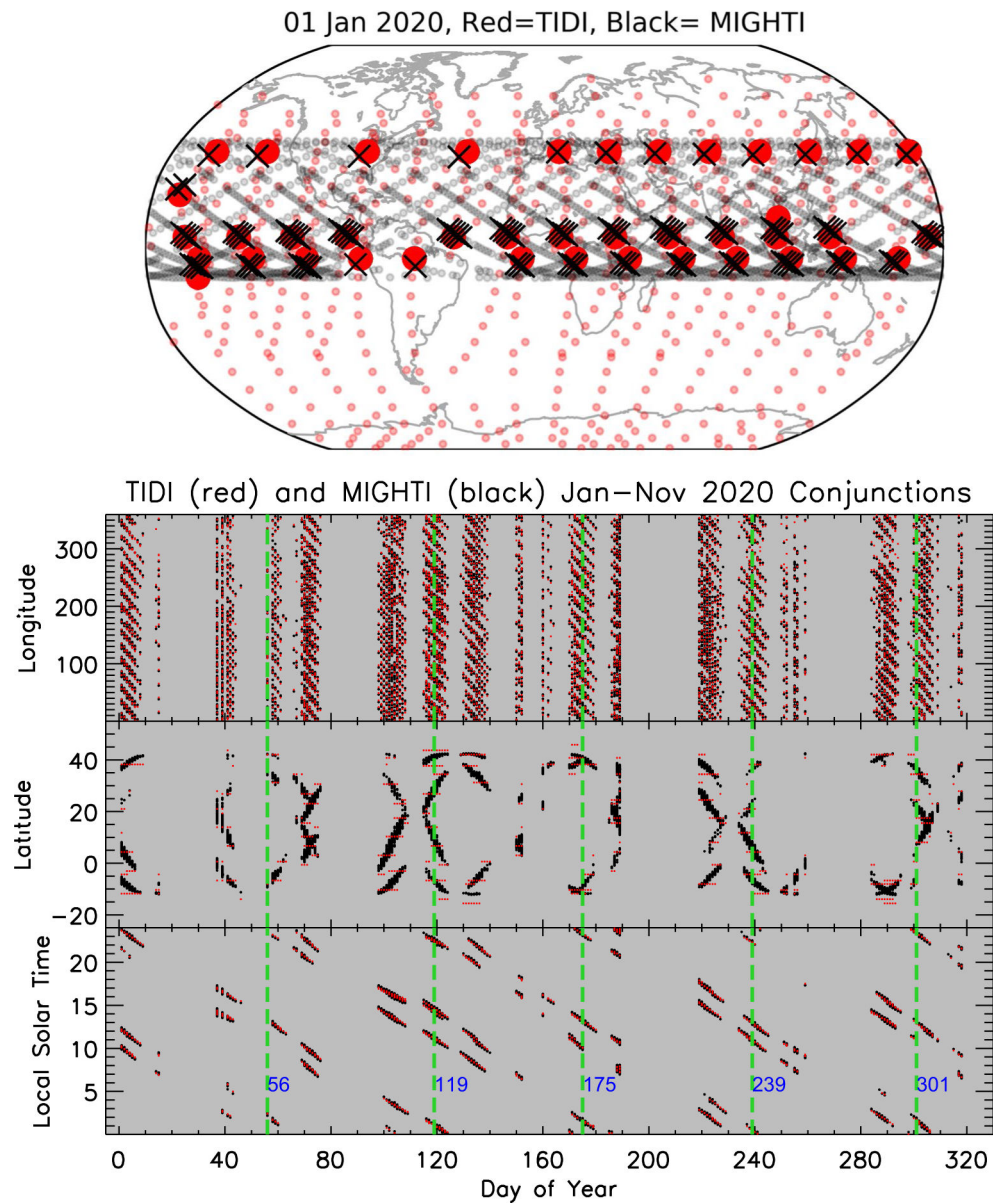 01 Jan 2020, Red=TIDI, Black= MIGHTI
TIDI (red) and MIGHTI (black) Jan-Nov 2020 Conjunctions
Longitude
300
200
100
Latitude
40
20
0
-20
Local Solar Time
20
15
10
5
56
119
175
239
301
0 40 80 120 160 200 240 280 320
Day of Year